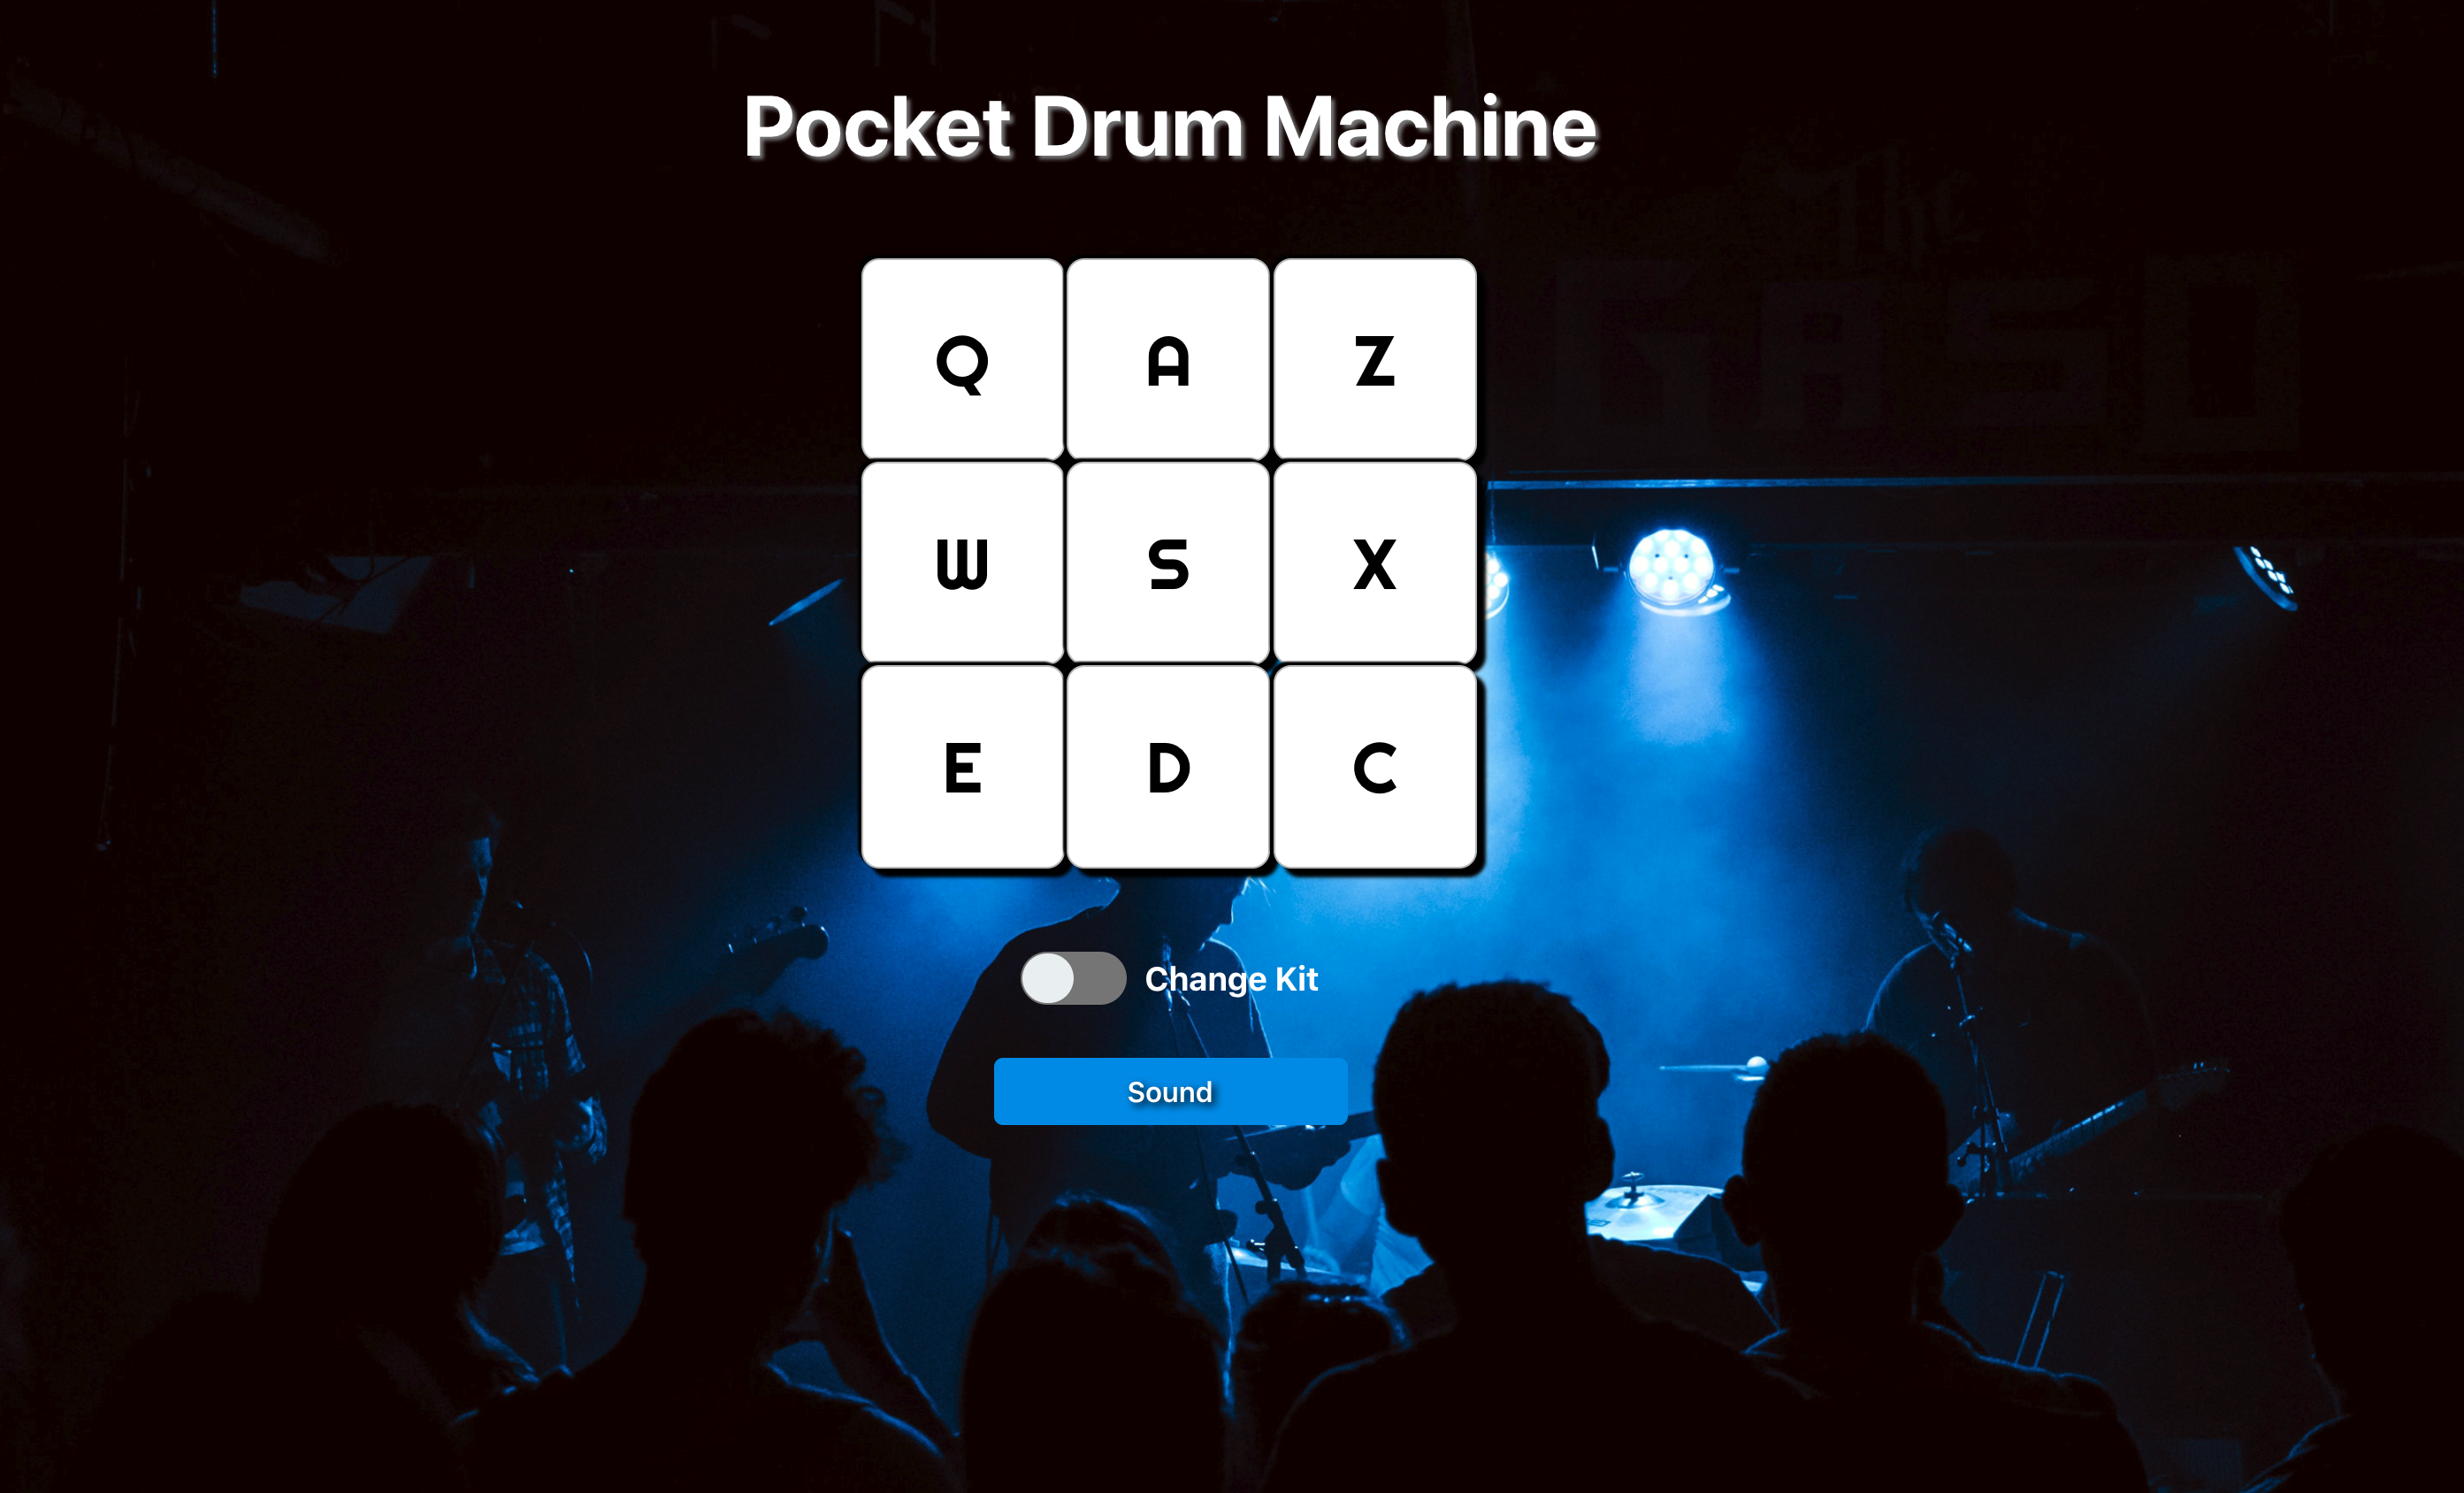 Pocket Drum Machine
Q A Z
W S X
E D C
Change Kit
Sound